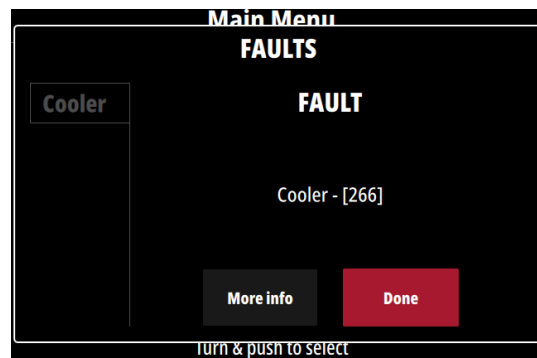 Main Menu
FAULTS
Cooler
FAULT
Cooler - [266]
More info
Done
Turn & push to select